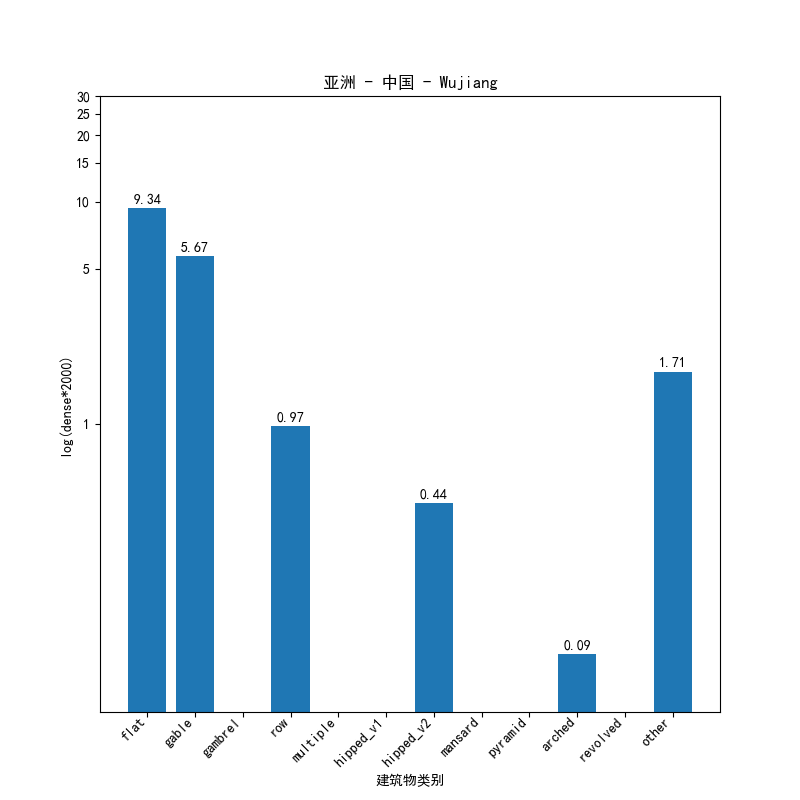 亚洲 - 中国 - Wujiang
30
25
20
15
10
5
1
log(dense*2000)
9.34
5.67
0.97
0.44
0.09
1.71
flat
gable
gambrel
row
multiple
hipped_v1
hipped_v2
mansard
pyramid
arched
revolved
other
建筑物类别